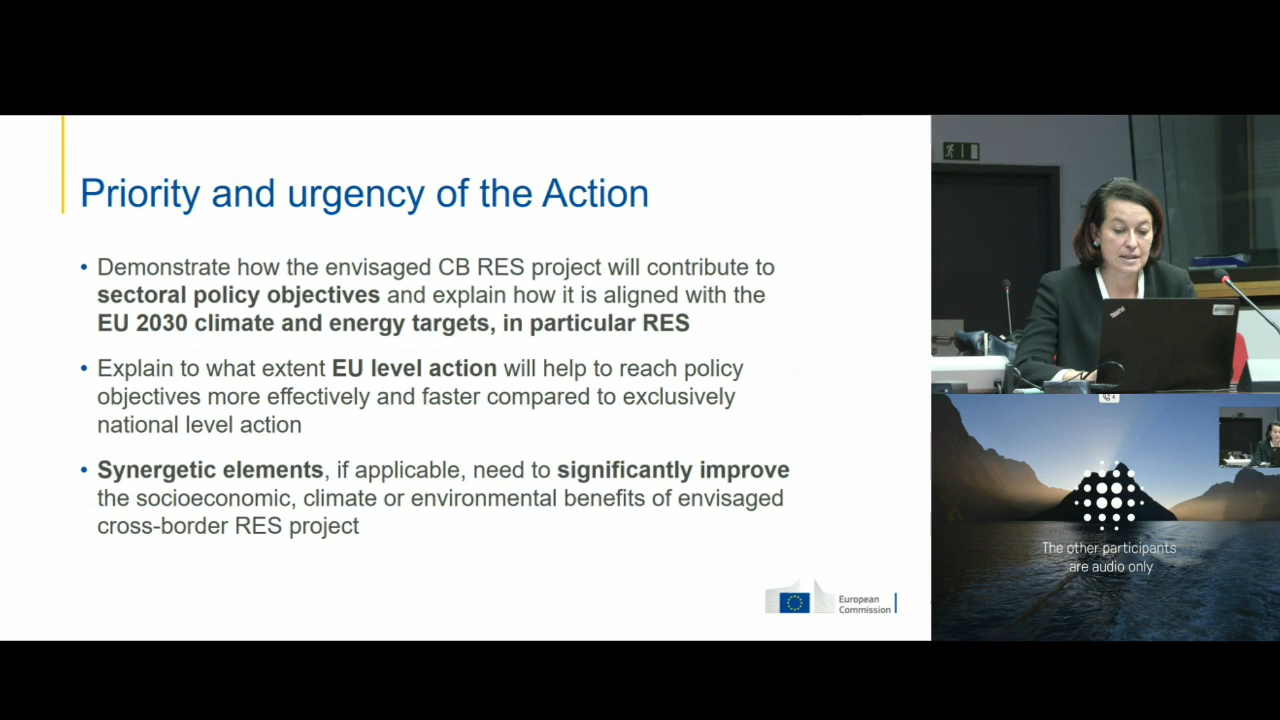 Priority and urgency of the Action
• Demonstrate how the envisaged CB RES project will contribute to
sectoral policy objectives and explain how it is aligned with the
EU 2030 climate and energy targets, in particular RES
• Explain to what extent EU level action will help to reach policy
objectives more effectively and faster compared to exclusively
national level action
• Synergetic elements, if applicable, need to significantly improve
the socioeconomic, climate or environmental benefits of envisaged
cross-border RES project
European
Commission
ThinkPad
The other participants
are audio only